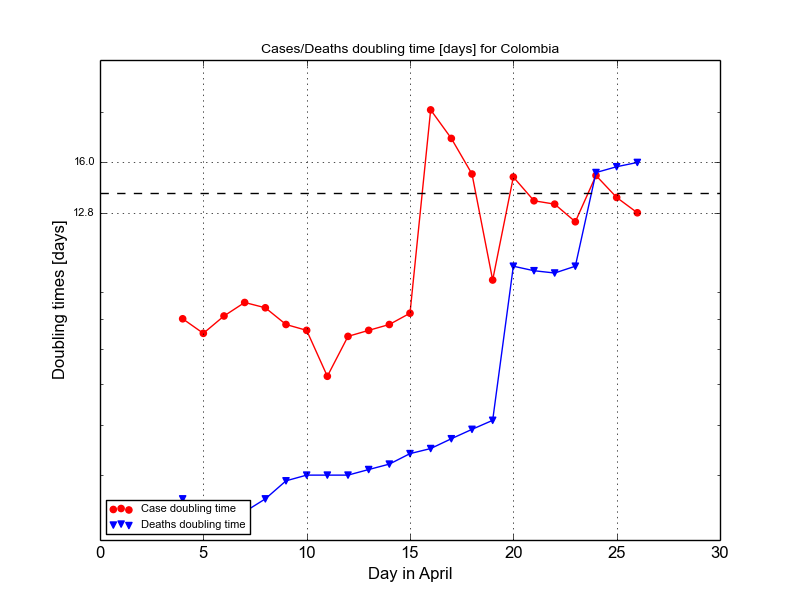 Cases/Deaths doubling time [days] for Colombia
16.0
12.8
Doubling times [days]
Case doubling time
Deaths doubling time
0 5 10 15 20 25 30
Day in April